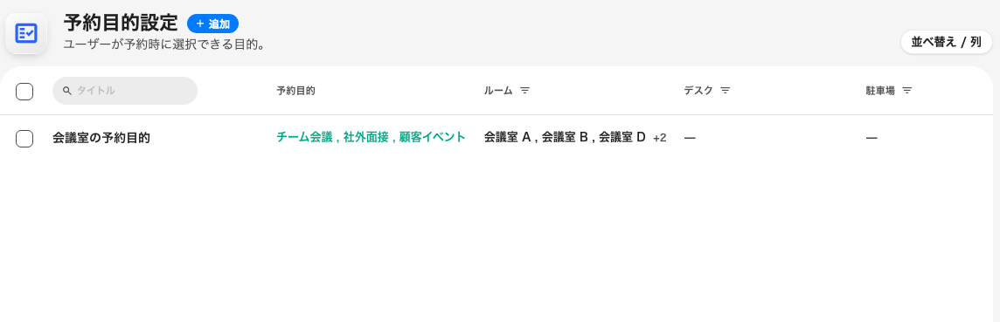 予約目的設定 + 追加
ユーザーが予約時に選択できる目的。
並べ替え / 列
タイトル 予約目的 ルーム デスク 駐車場
会議室の予約目的 チーム会議 , 社外面接 , 顧客イベント 会議室 A , 会議室 B , 会議室 D +2 — —